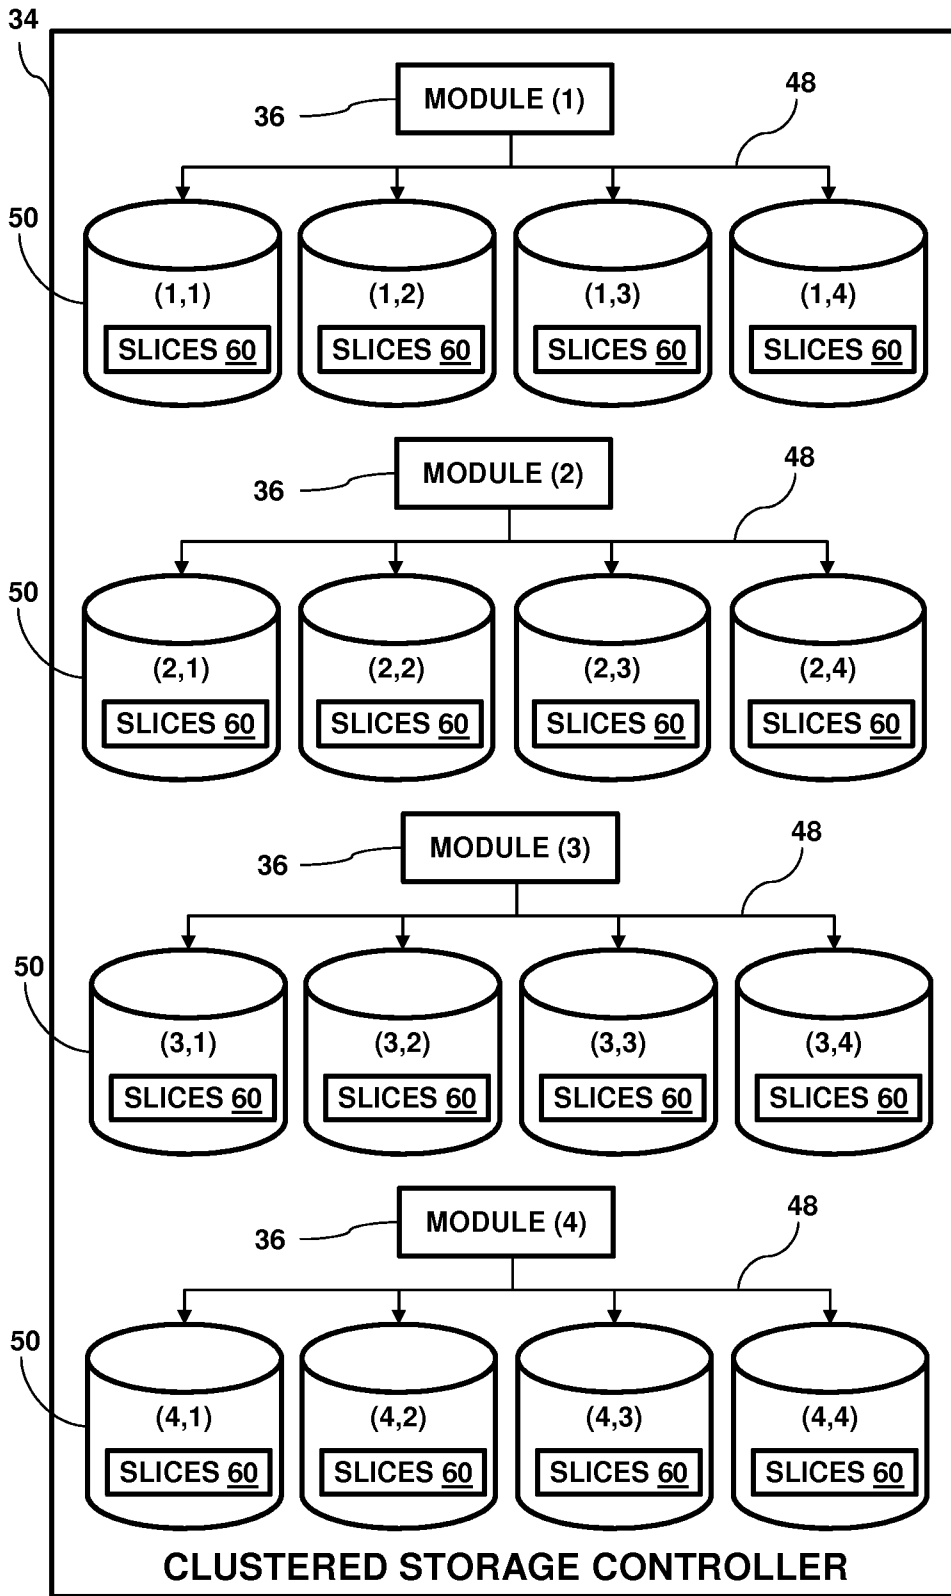 34
MODULE (1)
36
48
50
(1,1) (1,2) (1,3) (1,4)
SLICES 60 SLICES 60 SLICES 60 SLICES 60
MODULE (2)
36
48
50
(2,1) (2,2) (2,3) (2,4)
SLICES 60 SLICES 60 SLICES 60 SLICES 60
MODULE (3)
36
48
50
(3,1) (3,2) (3,3) (3,4)
SLICES 60 SLICES 60 SLICES 60 SLICES 60
MODULE (4)
36
48
50
(4,1) (4,2) (4,3) (4,4)
SLICES 60 SLICES 60 SLICES 60 SLICES 60
CLUSTERED STORAGE CONTROLLER